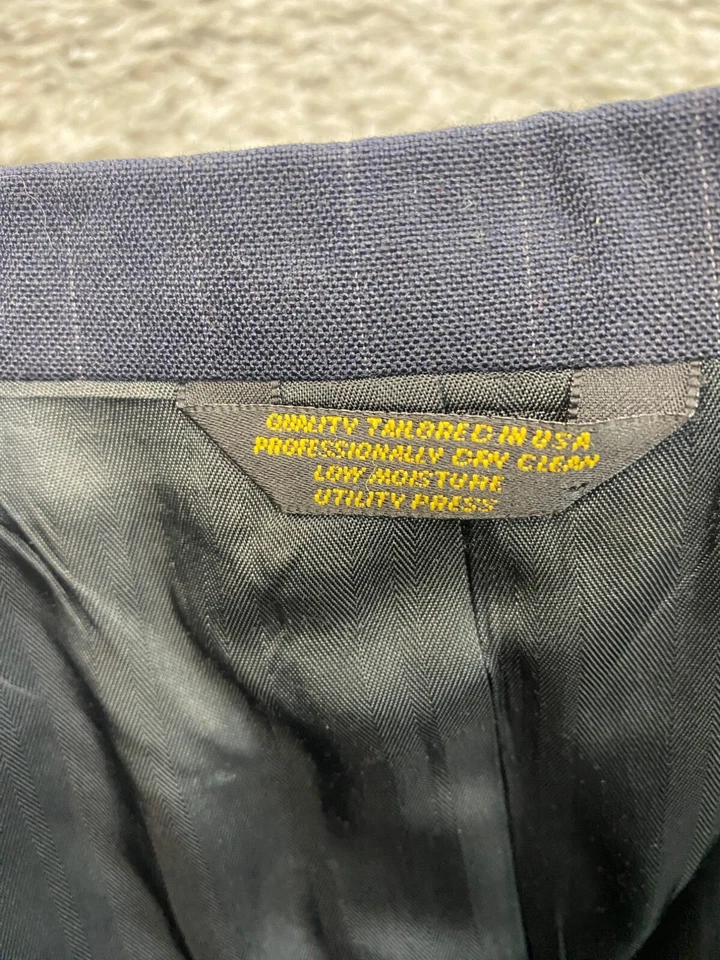 QUALITY TAILORED IN USA
PROFESSIONALLY DRY CLEAN
LOW MOISTURE
UTILITY PRESS